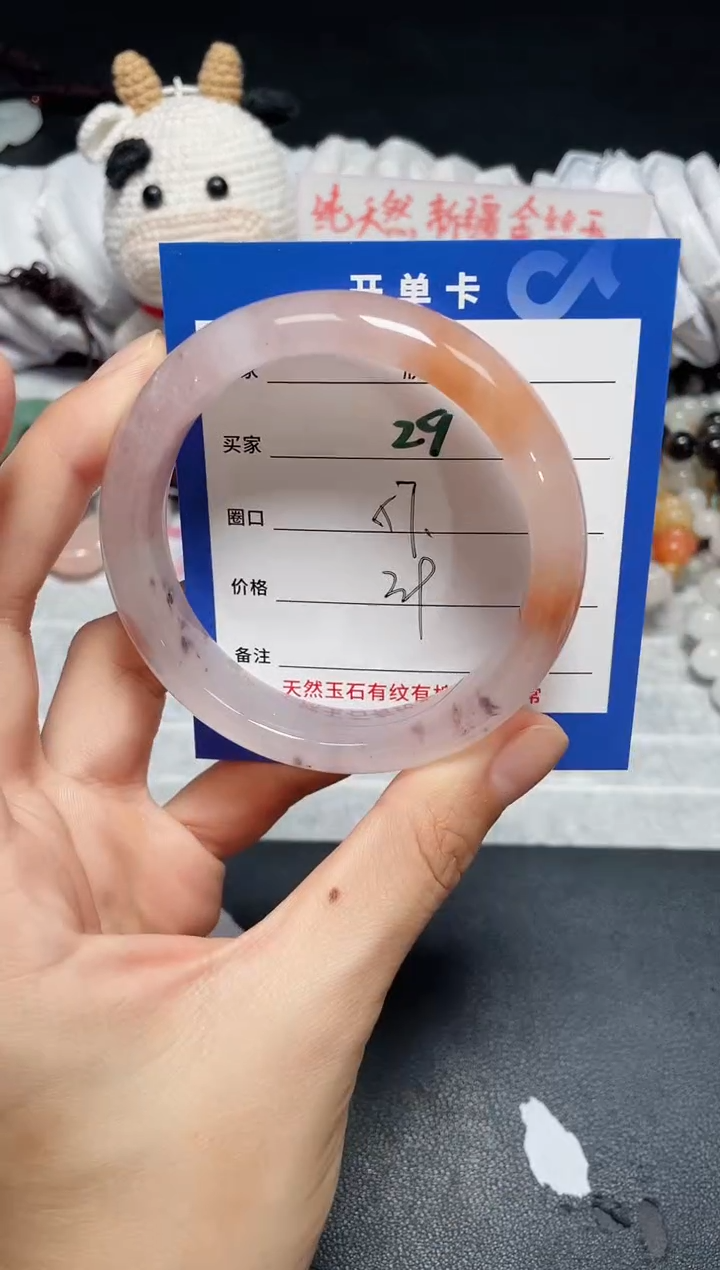 纯天然 新疆金丝玉
开单卡
买家 29
圈口 57.
价格
备注
天然玉石有纹有